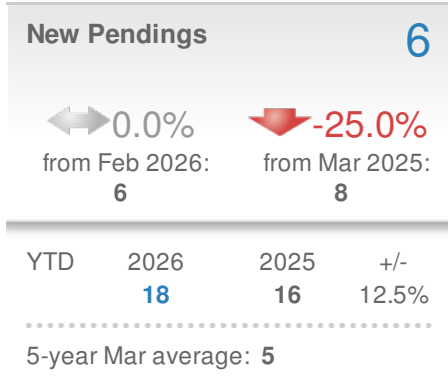 New Pendings 6
0.0% -25.0%
from Feb 2026: from Mar 2025:
6 8
YTD 2026 2025 +/-
18 16 12.5%
5-year Mar average: 5